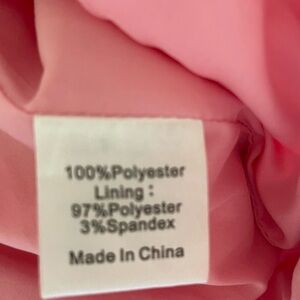 100%Polyester
Lining :
97%Polyester
3%Spandex
Made In China